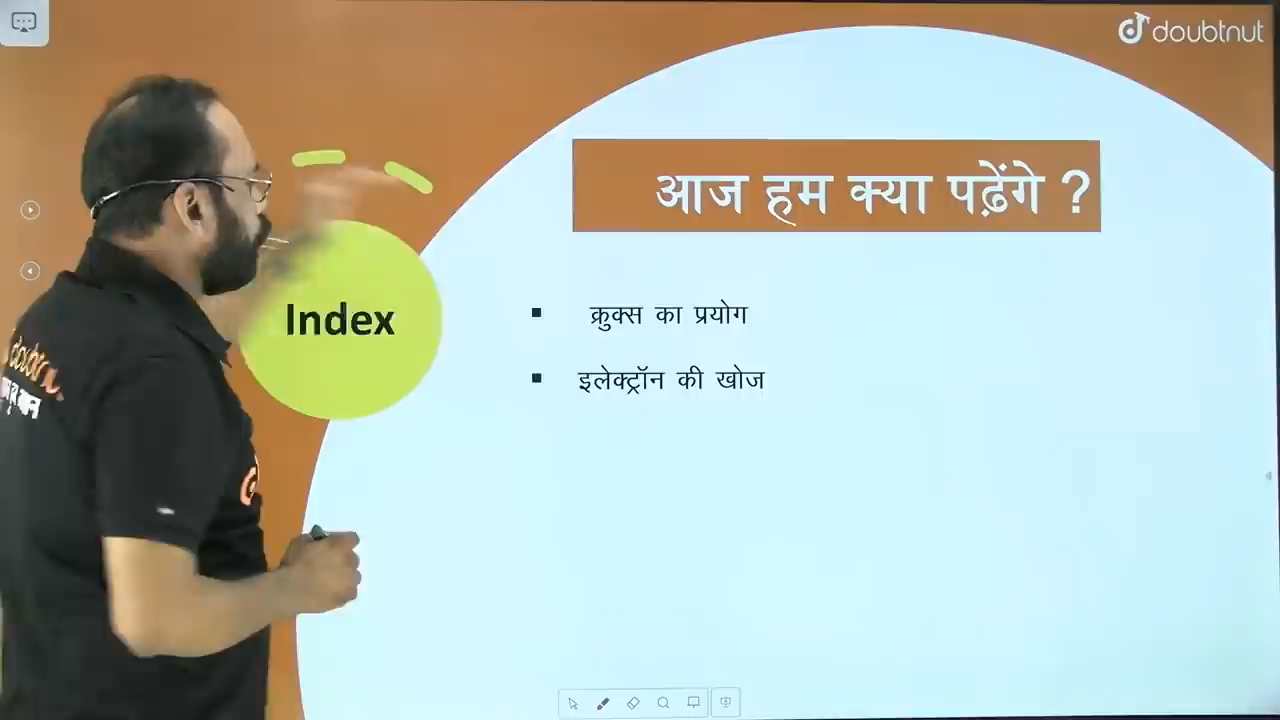 doubtnut
आज हम क्या पढ़ेंगे ?
Index
▪ क्रुक्स का प्रयोग
▪ इलेक्ट्रॉन की खोज